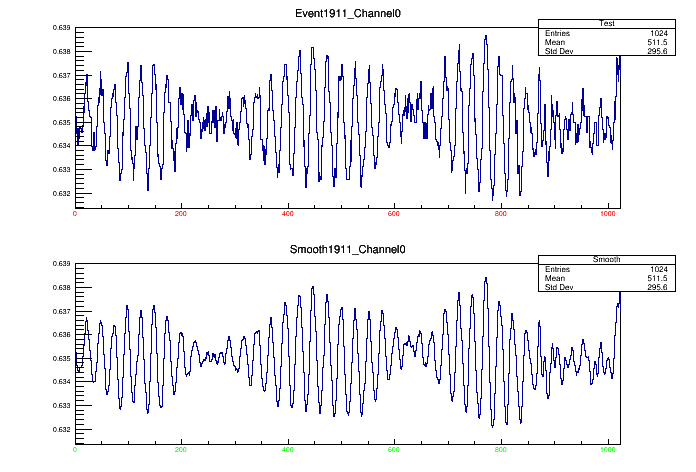 Event1911_Channel0
Test
Entries 1024
Mean 511.5
Std Dev 295.6
0.639
0.638
0.637
0.636
0.635
0.634
0.633
0.632
0 200 400 600 800 1000
Smooth1911_Channel0
Smooth
Entries 1024
Mean 511.5
Std Dev 295.6
0.639
0.638
0.637
0.636
0.635
0.634
0.633
0.632
0 200 400 600 800 1000